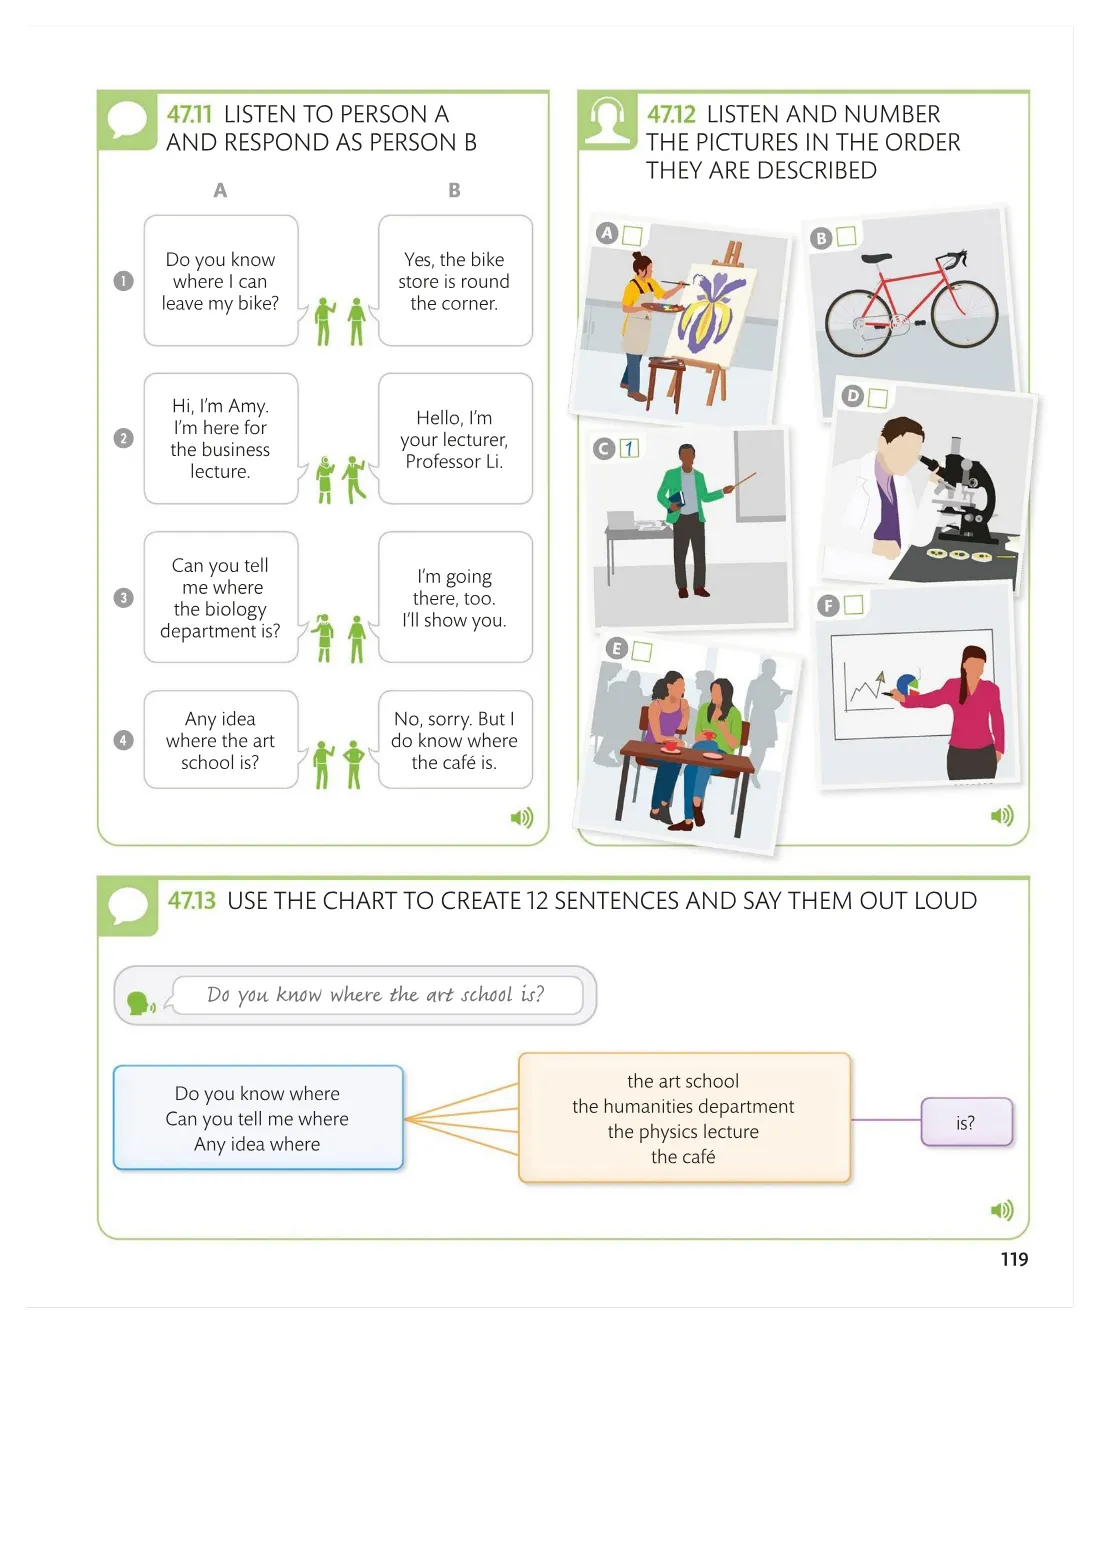 47.11 LISTEN TO PERSON A
AND RESPOND AS PERSON B
A
B
1
Do you know
where I can
leave my bike?
Yes, the bike
store is round
the corner.
2
Hi, I'm Amy.
I'm here for
the business
lecture.
Hello, I'm
your lecturer,
Professor Li.
3
Can you tell
me where
the biology
department is?
I'm going
there, too.
I'll show you.
4
Any idea
where the art
school is?
No, sorry. But I
do know where
the café is.
47.12 LISTEN AND NUMBER
THE PICTURES IN THE ORDER
THEY ARE DESCRIBED
A
B
C 1
D
E
F
47.13 USE THE CHART TO CREATE 12 SENTENCES AND SAY THEM OUT LOUD
Do you know where the art school is?
Do you know where
Can you tell me where
Any idea where
the art school
the humanities department
the physics lecture
the café
is?
119